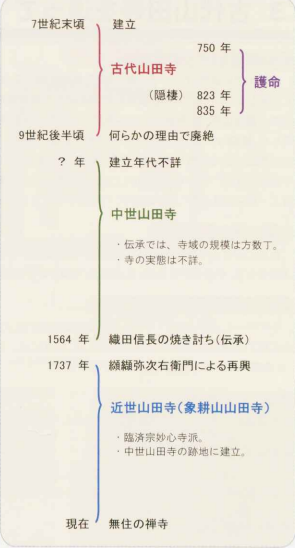 7世紀末頃 建立
750 年
古代山田寺
護命
(隠棲) 823 年
835 年
9世紀後半頃 何らかの理由で廃絶
? 年 建立年代不詳
中世山田寺
・伝承では、寺域の規模は方数丁。
・寺の実態は不詳。
1564 年 織田信長の焼き討ち(伝承)
1737 年 纐纈弥次右衛門による再興
近世山田寺(象耕山山田寺)
・臨済宗妙心寺派。
・中世山田寺の跡地に建立。
現在 無住の禅寺